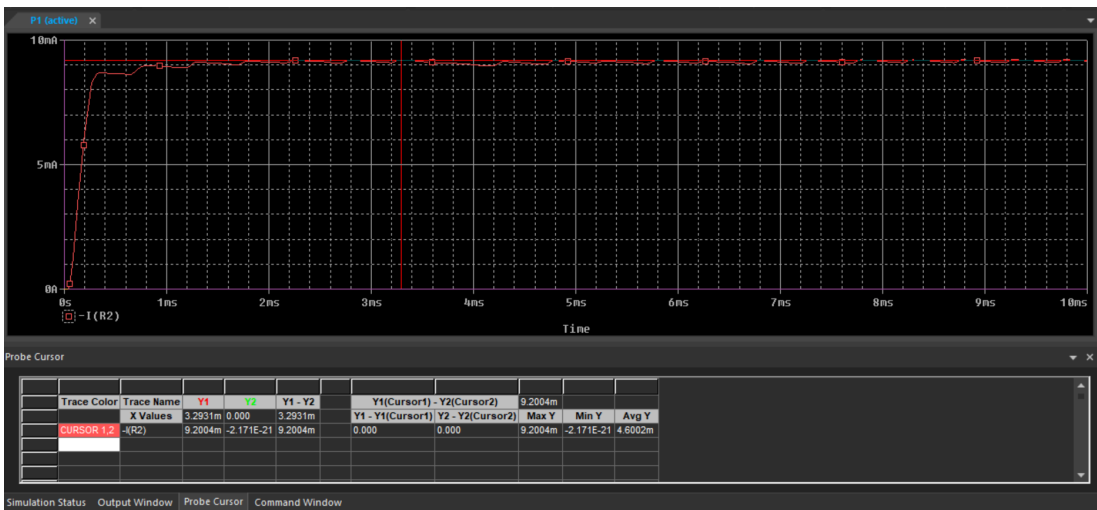 P1 (active) ×
10mA
5mA
0A
0s 1ms 2ms 3ms 4ms 5ms 6ms 7ms 8ms 9ms 10ms
-I(R2)
Time
Probe Cursor
Trace Color Trace Name Y1 Y2 Y1 - Y2 Y1(Cursor1) - Y2(Cursor2) 9.2004m
X Values 3.2931m 0.000 3.2931m Y1 - Y1(Cursor1) Y2 - Y2(Cursor2) Max Y Min Y Avg Y
CURSOR 1,2 -I(R2) 9.2004m -2.171E-21 9.2004m 0.000 0.000 9.2004m -2.171E-21 4.6002m
Simulation Status Output Window Probe Cursor Command Window